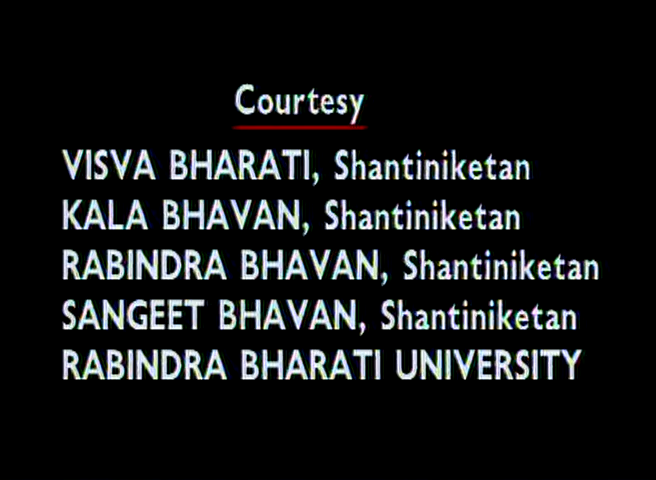 Courtesy
VISVA BHARATI, Shantiniketan
KALA BHAVAN, Shantiniketan
RABINDRA BHAVAN, Shantiniketan
SANGEET BHAVAN, Shantiniketan
RABINDRA BHARATI UNIVERSITY